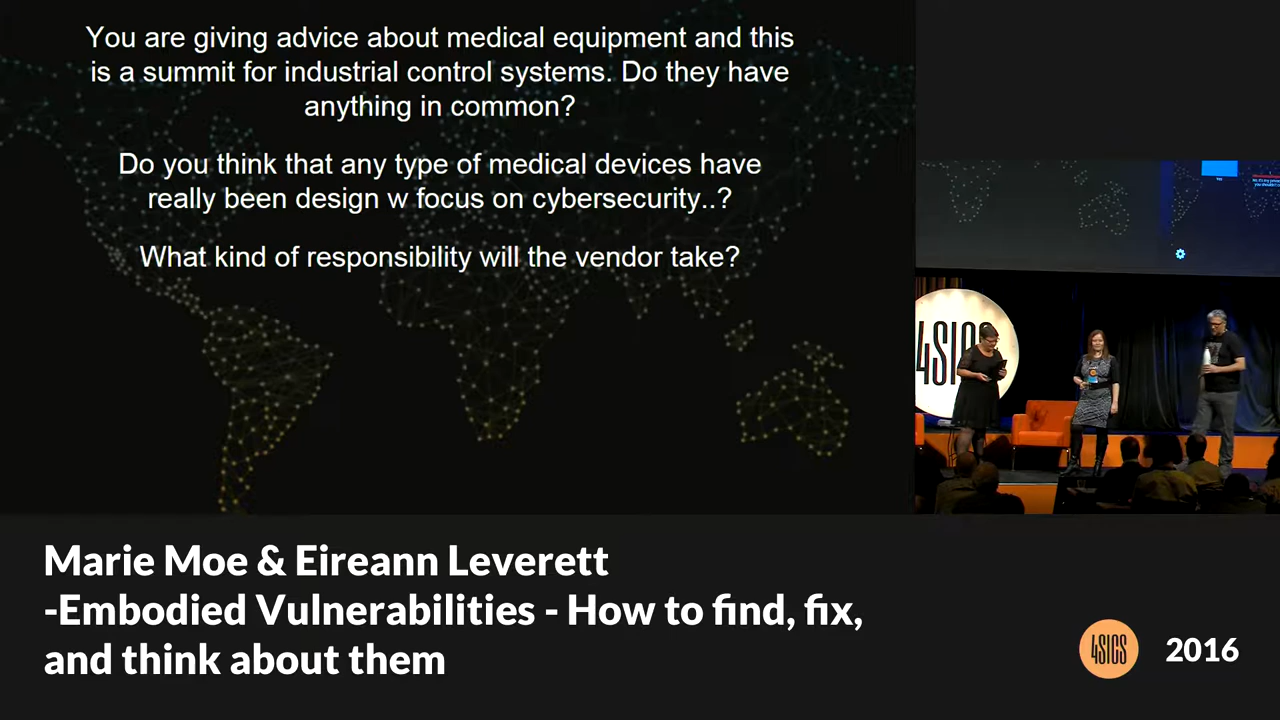 You are giving advice about medical equipment and this
is a summit for industrial control systems. Do they have
anything in common?
Do you think that any type of medical devices have
really been design w focus on cybersecurity..?
What kind of responsibility will the vendor take?
4SICS
Marie Moe & Eireann Leverett
-Embodied Vulnerabilities - How to find, fix,
and think about them
4SICS
2016